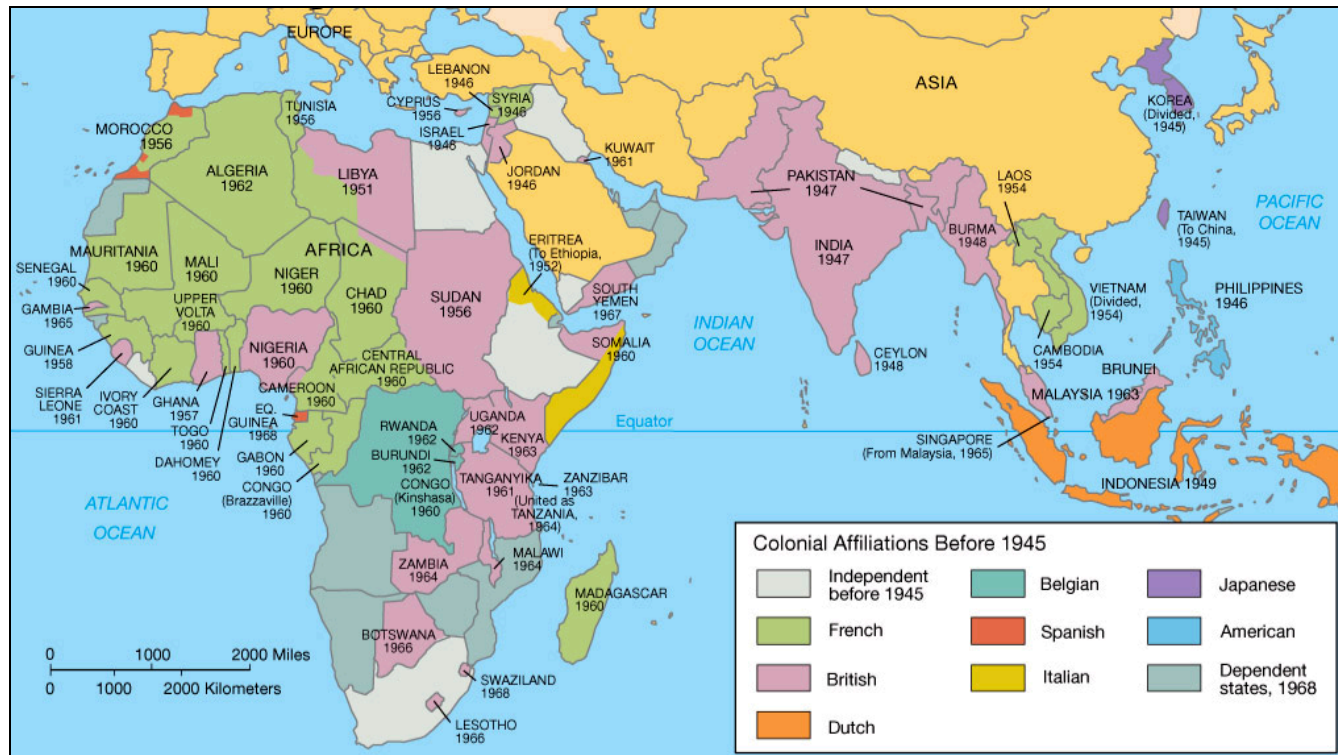 EUROPE
ASIA
LEBANON
1946
CYPRUS
1956
SYRIA
1946
ISRAEL
1948
TUNISIA
1956
MOROCCO
1956
ALGERIA
1962
LIBYA
1951
JORDAN
1946
KUWAIT
1961
PAKISTAN
1947
LAOS
1954
KOREA
(Divided,
1945)
PACIFIC
OCEAN
TAIWAN
(To China,
1945)
MAURITANIA
1960
MALI
1960
NIGER
1960
AFRICA
CHAD
1960
SUDAN
1956
ERITREA
(To Ethiopia,
1952)
SOUTH
YEMEN
1967
INDIA
1947
BURMA
1948
VIETNAM
(Divided,
1954)
PHILIPPINES
1946
SENEGAL
1960
GAMBIA
1965
GUINEA
1958
SIERRA
LEONE
1961
UPPER
VOLTA
1960
IVORY
COAST
1960
GHANA
1957
TOGO
1960
DAHOMEY
1960
NIGERIA
1960
CAMEROON
1960
CENTRAL
AFRICAN REPUBLIC
1960
EQ.
GUINEA
1968
GABON
1960
CONGO
(Brazzaville)
1960
SOMALIA
1960
INDIAN
OCEAN
CEYLON
1948
CAMBODIA
1954
BRUNEI
MALAYSIA 1963
SINGAPORE
(From Malaysia, 1965)
INDONESIA 1949
Equator
UGANDA
1962
KENYA
1963
RWANDA
1962
BURUNDI
1962
CONGO
(Kinshasa)
1960
TANGANYIKA
1961
(United as
TANZANIA,
1964)
ZANZIBAR
1963
ATLANTIC
OCEAN
MALAWI
1964
ZAMBIA
1964
MADAGASCAR
1960
BOTSWANA
1966
SWAZILAND
1968
LESOTHO
1966
0 1000 2000 Miles
0 1000 2000 Kilometers
Colonial Affiliations Before 1945
Independent
before 1945
French
British
Dutch
Belgian
Spanish
Italian
Japanese
American
Dependent
states, 1968